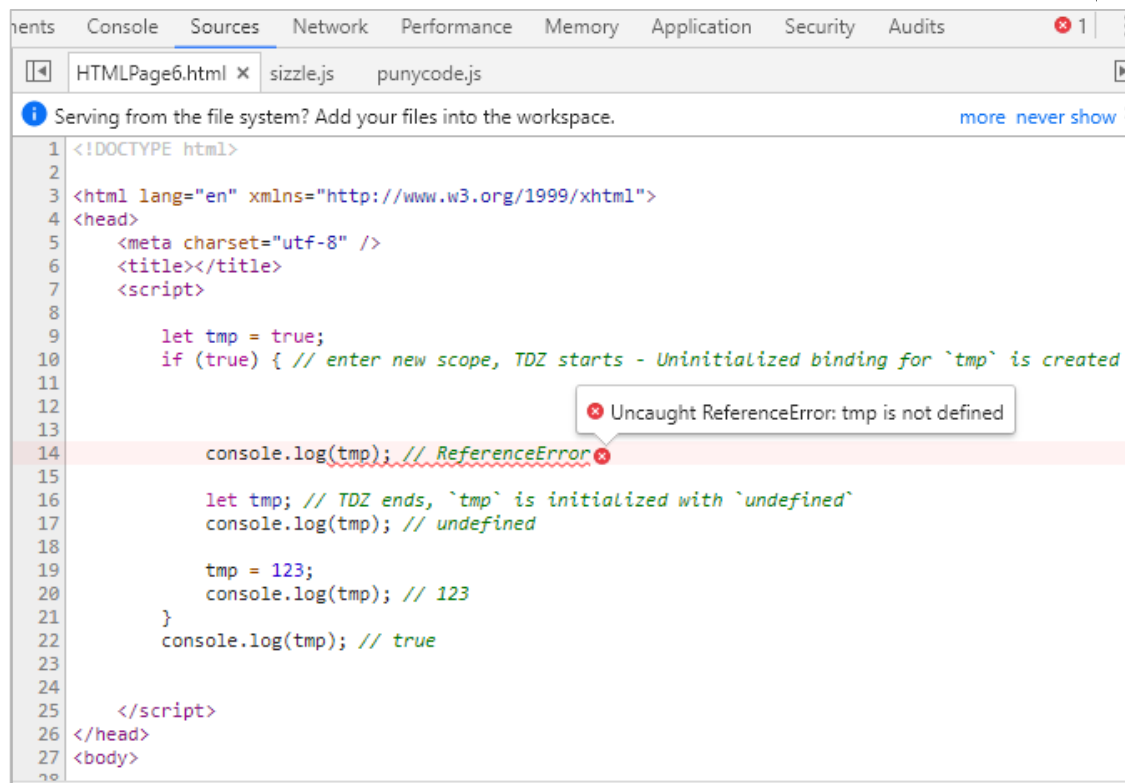 ents Console Sources Network Performance Memory Application Security Audits 1
HTMLPage6.html × sizzle.js punycode.js
Serving from the file system? Add your files into the workspace. more never show
1 <!DOCTYPE html>
2
3 <html lang="en" xmlns="http://www.w3.org/1999/xhtml">
4 <head>
5 <meta charset="utf-8" />
6 <title></title>
7 <script>
8
9 let tmp = true;
10 if (true) { // enter new scope, TDZ starts - Uninitialized binding for `tmp` is created
11
12
Uncaught ReferenceError: tmp is not defined
13
14 console.log(tmp); // ReferenceError
15
16 let tmp; // TDZ ends, `tmp` is initialized with `undefined`
17 console.log(tmp); // undefined
18
19 tmp = 123;
20 console.log(tmp); // 123
21 }
22 console.log(tmp); // true
23
24
25 </script>
26 </head>
27 <body>
28